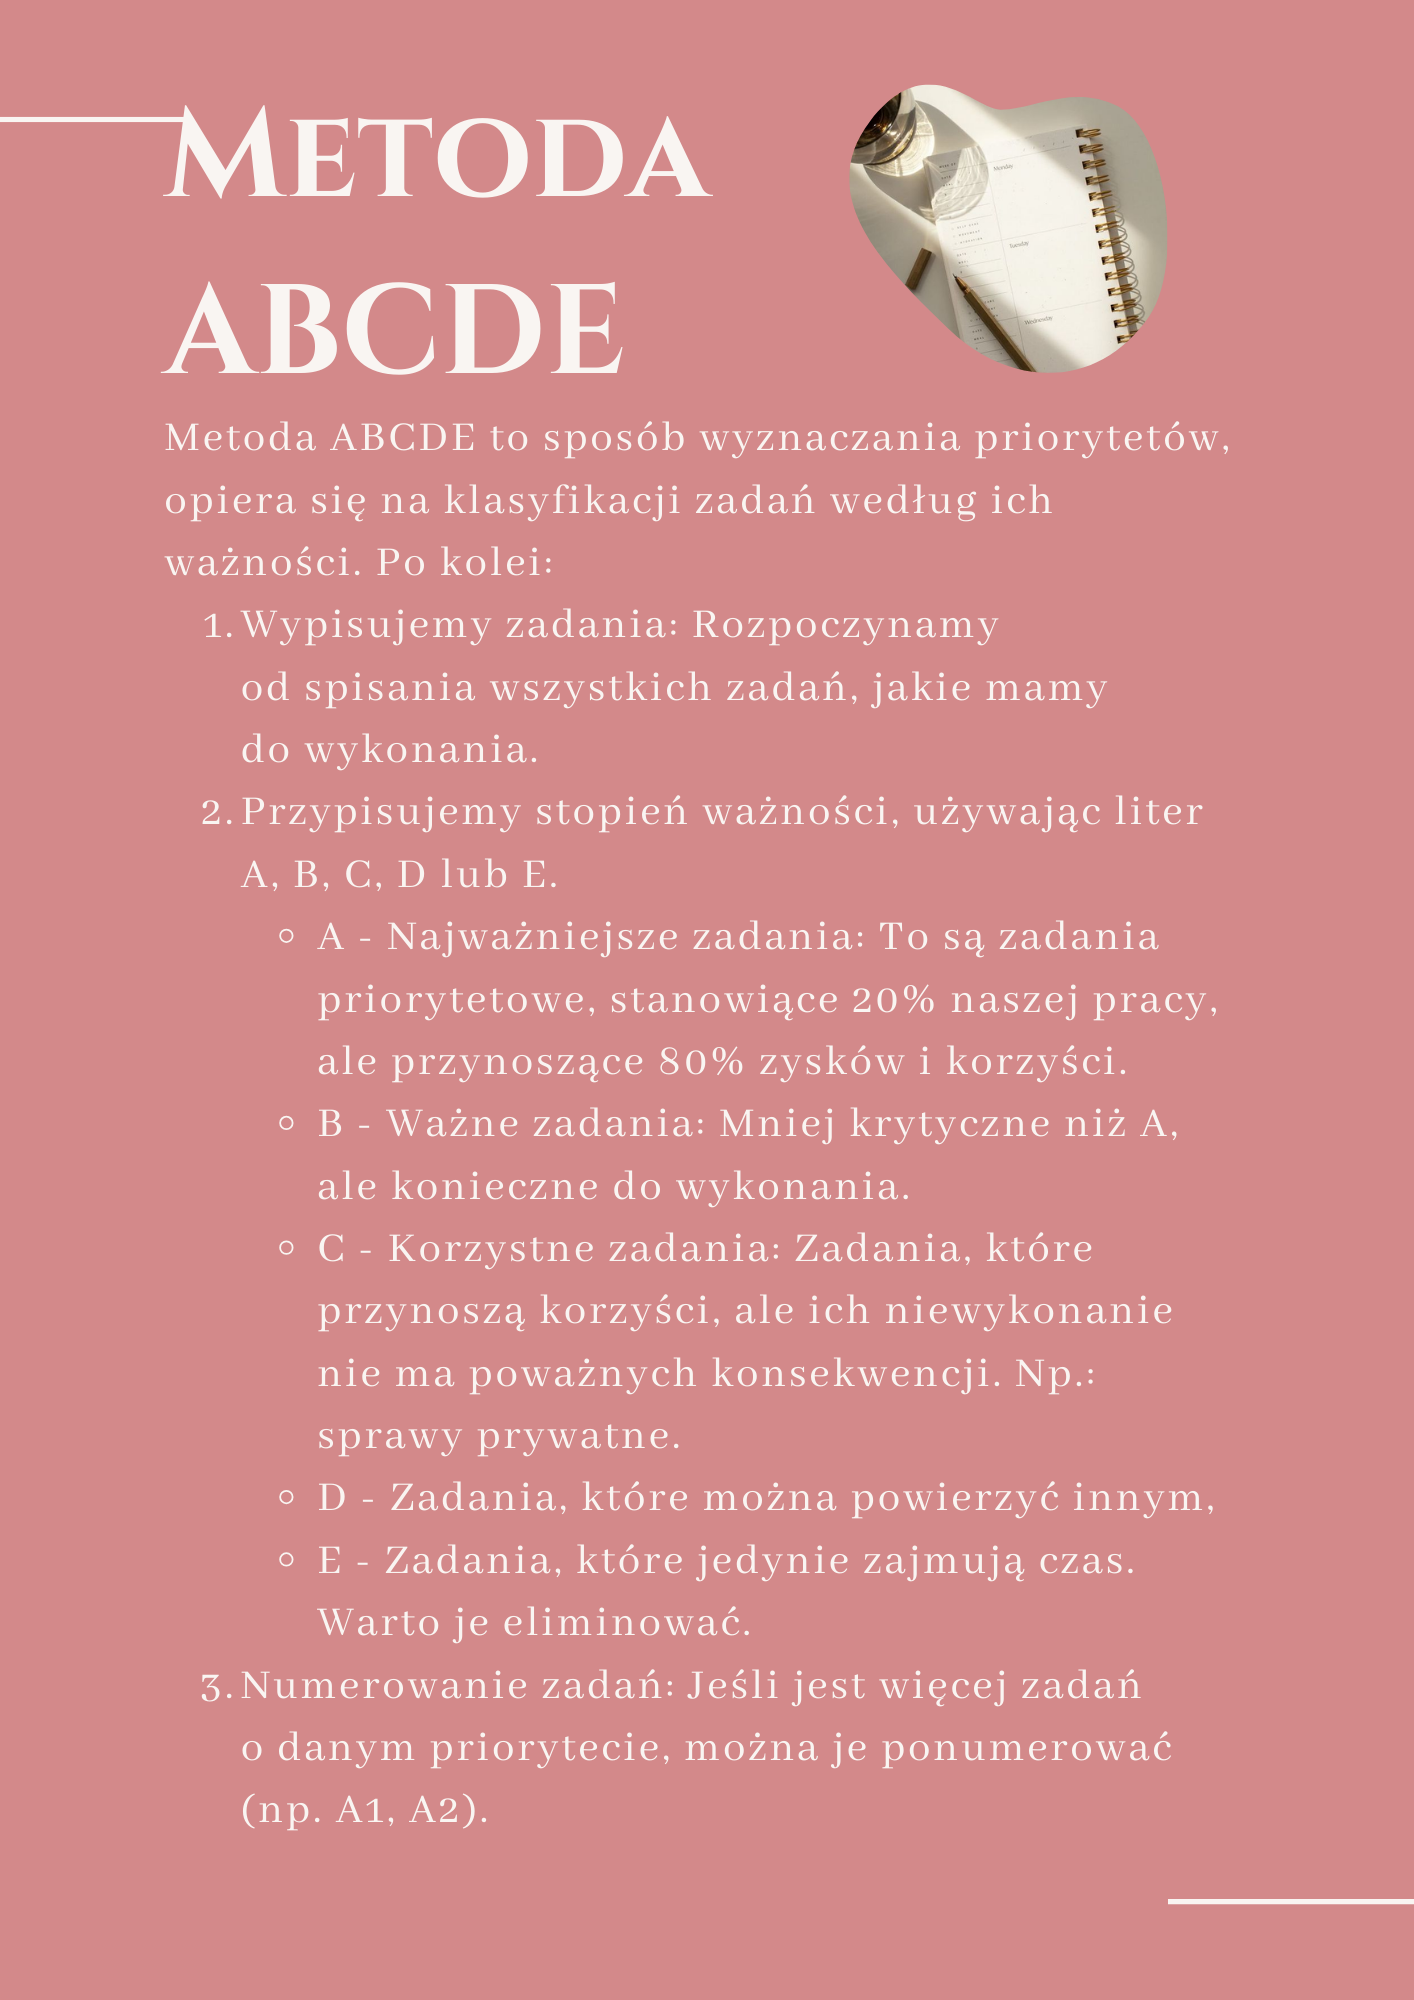 METODA
ABCDE
Monday
Tuesday
Wednesday
Metoda ABCDE to sposób wyznaczania priorytetów,
opiera się na klasyfikacji zadań według ich
ważności. Po kolei:
1. Wypisujemy zadania: Rozpoczynamy
od spisania wszystkich zadań, jakie mamy
do wykonania.
2. Przypisujemy stopień ważności, używając liter
A, B, C, D lub E.
○ A - Najważniejsze zadania: To są zadania
priorytetowe, stanowiące 20% naszej pracy,
ale przynoszące 80% zysków i korzyści.
○ B - Ważne zadania: Mniej krytyczne niż A,
ale konieczne do wykonania.
○ C - Korzystne zadania: Zadania, które
przynoszą korzyści, ale ich niewykonanie
nie ma poważnych konsekwencji. Np.:
sprawy prywatne.
○ D - Zadania, które można powierzyć innym,
○ E - Zadania, które jedynie zajmują czas.
Warto je eliminować.
3. Numerowanie zadań: Jeśli jest więcej zadań
o danym priorytecie, można je ponumerować
(np. A1, A2).